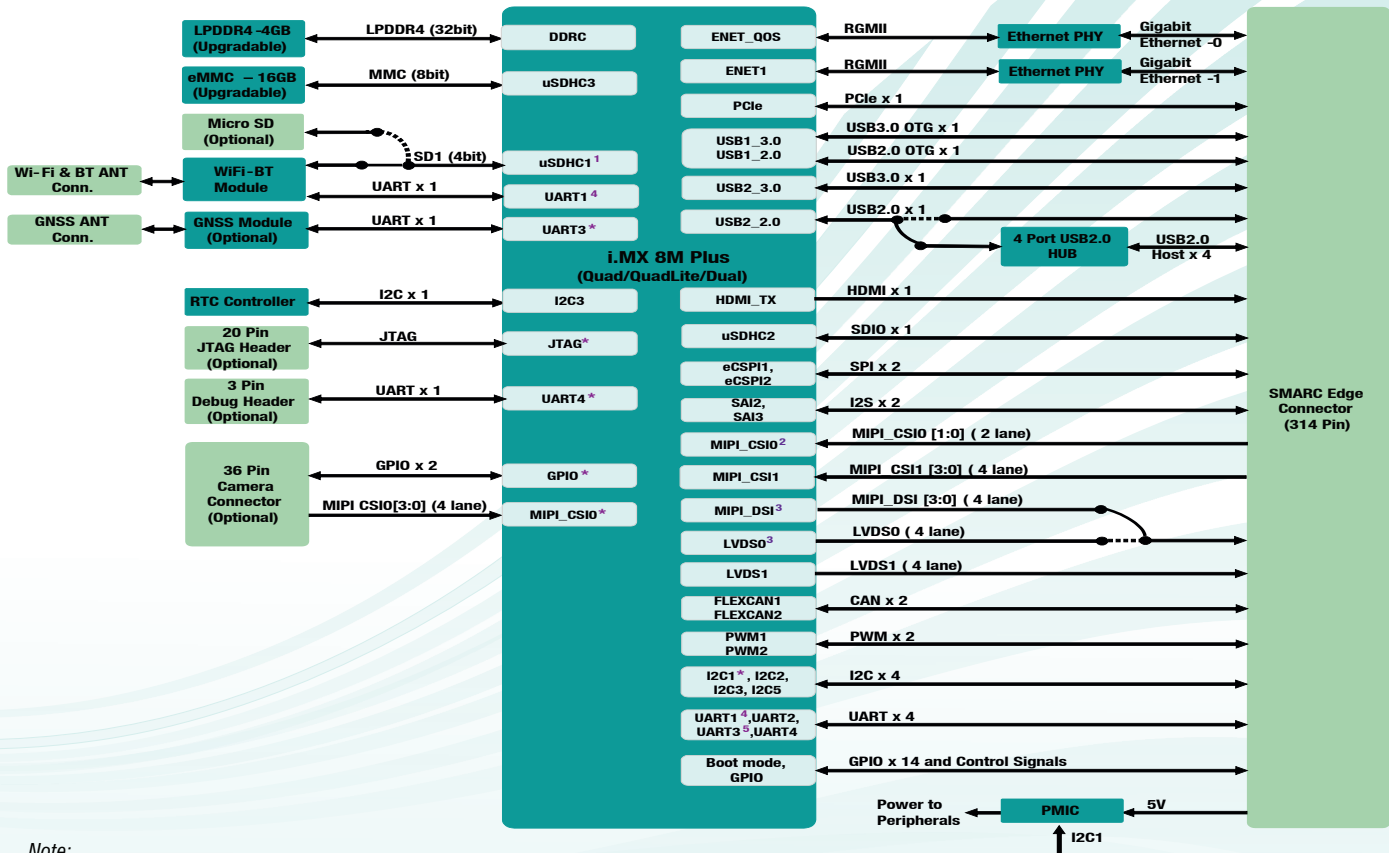 LPDDR4 -4GB
(Upgradable)
LPDDR4 (32bit)
DDRC
eMMC – 16GB
(Upgradable)
MMC (8bit)
uSDHC3
Micro SD
(Optional)
SD1 (4bit)
uSDHC1 1
Wi-Fi & BT ANT
Conn.
WiFi-BT
Module
UART x 1
UART1 4
GNSS ANT
Conn.
GNSS Module
(Optional)
UART x 1
UART3 *
i.MX 8M Plus
(Quad/QuadLite/Dual)
RTC Controller
I2C x 1
I2C3
20 Pin
JTAG Header
(Optional)
JTAG
JTAG*
3 Pin
Debug Header
(Optional)
UART x 1
UART4 *
36 Pin
Camera
Connector
(Optional)
GPIO x 2
GPIO *
MIPI CSI0[3:0] (4 lane)
MIPI_CSI0*
ENET_QOS
RGMII
Ethernet PHY
Gigabit
Ethernet -0
ENET1
RGMII
Ethernet PHY
Gigabit
Ethernet -1
PCIe
PCIe x 1
USB1_3.0
USB1_2.0
USB3.0 OTG x 1
USB2.0 OTG x 1
USB2_3.0
USB3.0 x 1
USB2_2.0
USB2.0 x 1
4 Port USB2.0
HUB
USB2.0
Host x 4
HDMI_TX
HDMI x 1
uSDHC2
SDIO x 1
eCSPI1,
eCSPI2
SPI x 2
SAI2,
SAI3
I2S x 2
MIPI_CSI0 2
MIPI_CSI0 [1:0] ( 2 lane)
MIPI_CSI1
MIPI_CSI1 [3:0] ( 4 lane)
MIPI_DSI 3
MIPI_DSI [3:0] ( 4 lane)
LVDS0 3
LVDS0 ( 4 lane)
LVDS1
LVDS1 ( 4 lane)
FLEXCAN1
FLEXCAN2
CAN x 2
PWM1
PWM2
PWM x 2
I2C1* , I2C2,
I2C3, I2C5
I2C x 4
UART1 4,UART2,
UART3 5,UART4
UART x 4
Boot mode,
GPIO
GPIO x 14 and Control Signals
SMARC Edge
Connector
(314 Pin)
Power to
Peripherals
PMIC
5V
I2C1
Note: